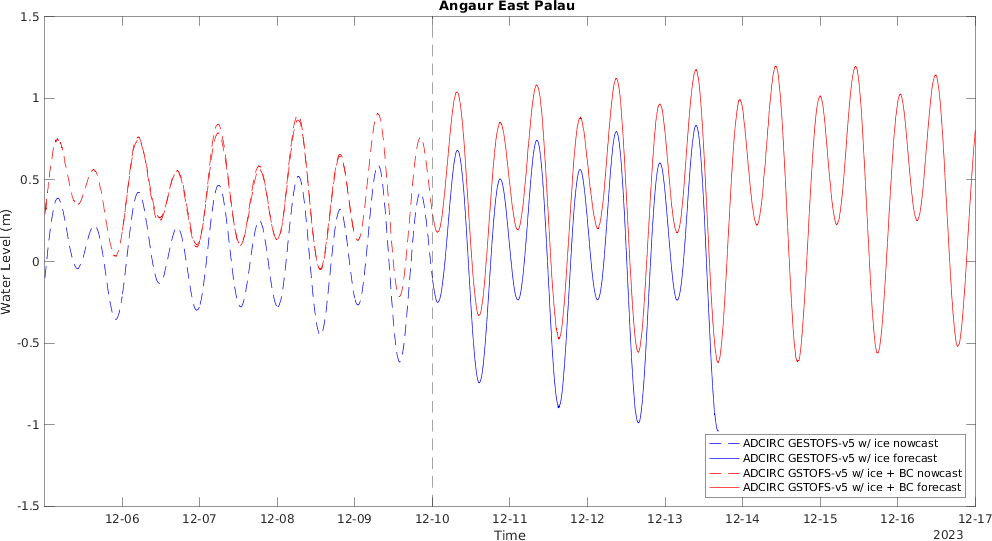 Angaur East Palau
1.5
1
0.5
0
-0.5
-1
-1.5
Water Level (m)
ADCIRC GESTOFS-v5 w/ ice nowcast
ADCIRC GESTOFS-v5 w/ ice forecast
ADCIRC GSTOFS-v5 w/ ice + BC nowcast
ADCIRC GSTOFS-v5 w/ ice + BC forecast
12-06 12-07 12-08 12-09 12-10 12-11 12-12 12-13 12-14 12-15 12-16 12-17
Time
2023